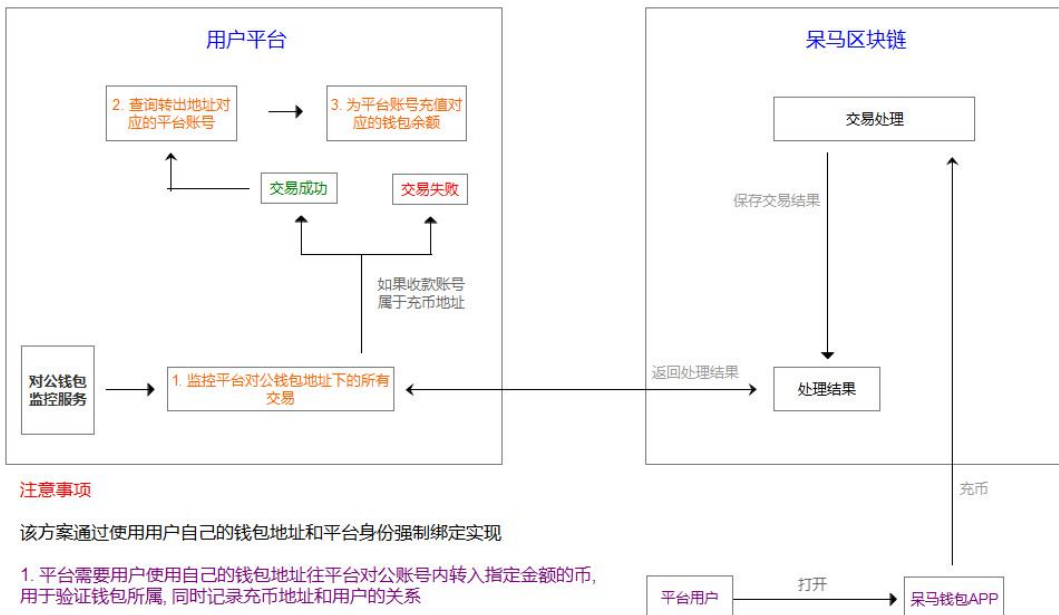 用户平台
呆马区块链
2. 查询转出地址对
应的平台账号
3. 为平台账号充值对
应的钱包余额
交易处理
交易成功
交易失败
保存交易结果
如果收款账号
属于充币地址
对公钱包
监控服务
1. 监控平台对公钱包地址下的所有
交易
返回处理结果
处理结果
注意事项
充币
该方案通过使用用户自己的钱包地址和平台身份强制绑定实现
1. 平台需要用户使用自己的钱包地址往平台对公账号内转入指定金额的币,
用于验证钱包所属, 同时记录充币地址和用户的关系
平台用户
打开
呆马钱包APP